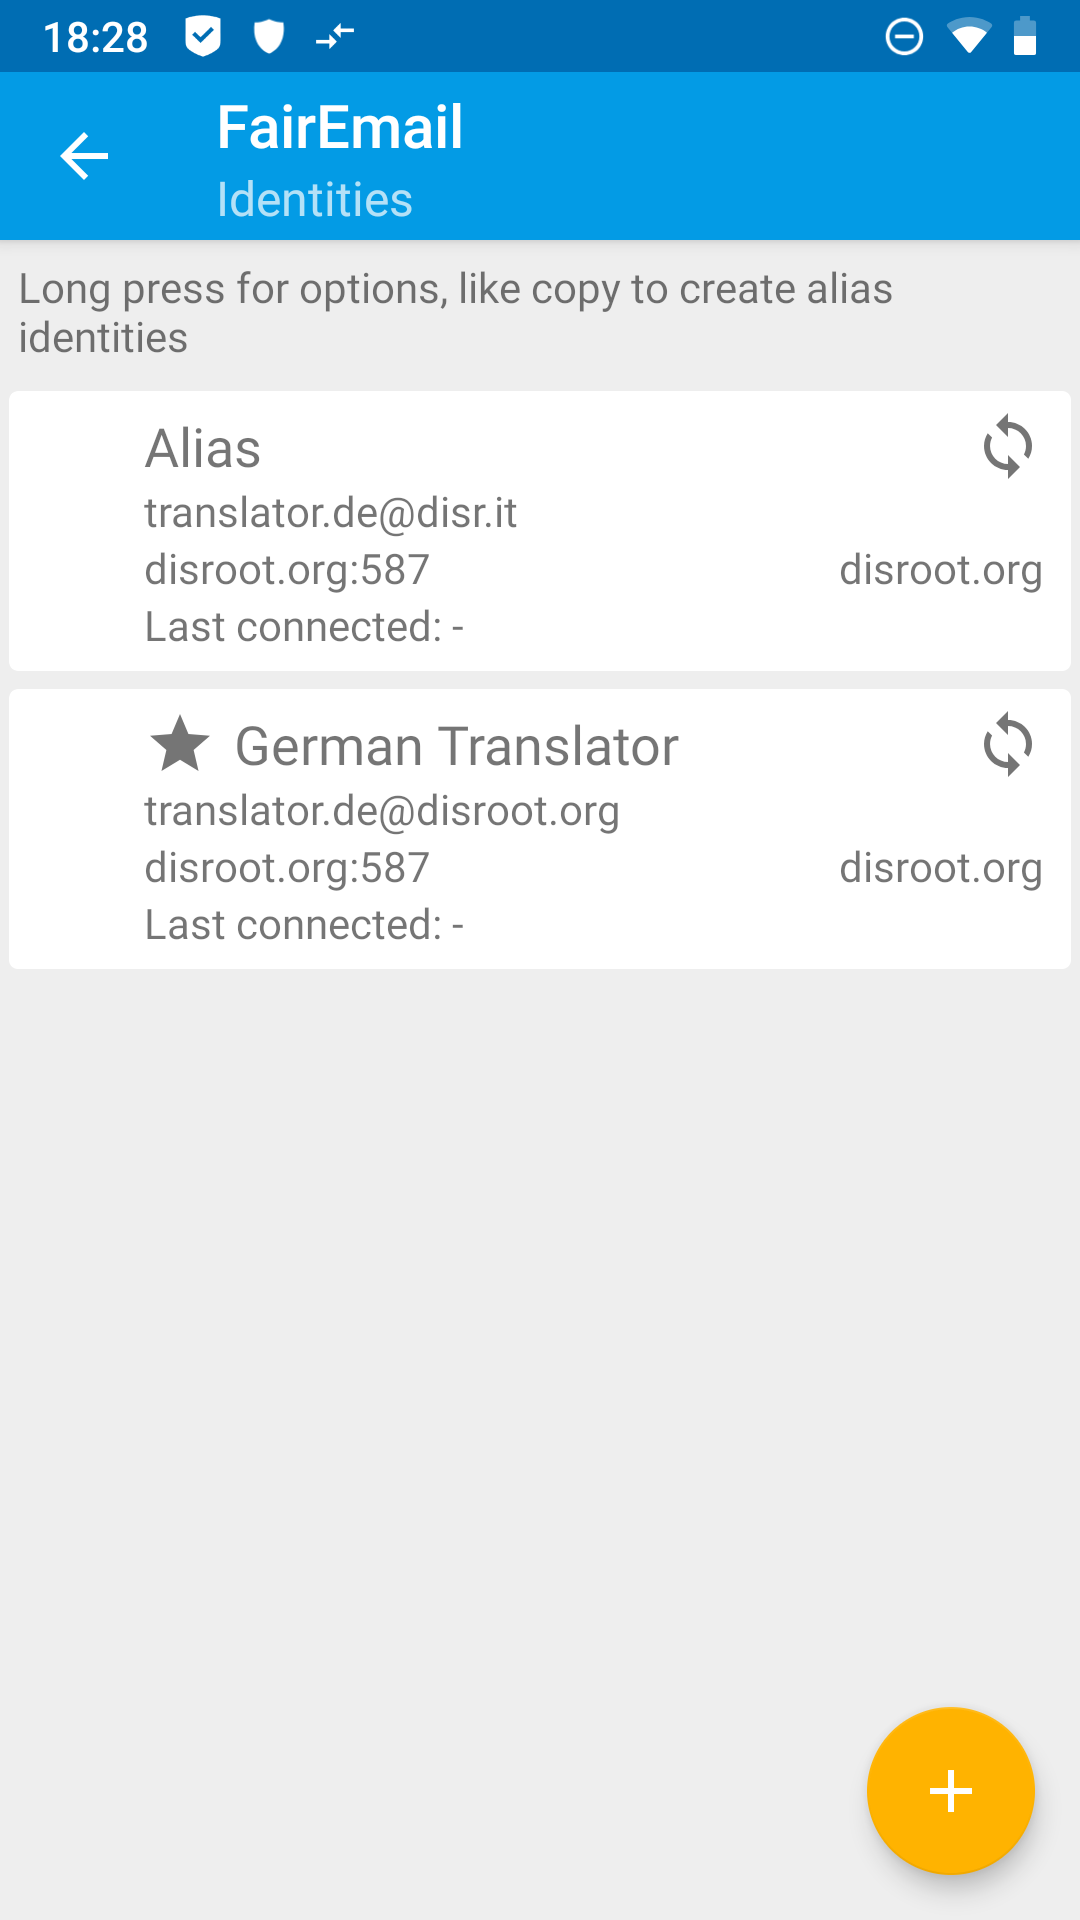 18:28
FairEmail
Identities
Long press for options, like copy to create alias
identities
Alias
translator.de@disr.it
disroot.org:587 disroot.org
Last connected: -
German Translator
translator.de@disroot.org
disroot.org:587 disroot.org
Last connected: -